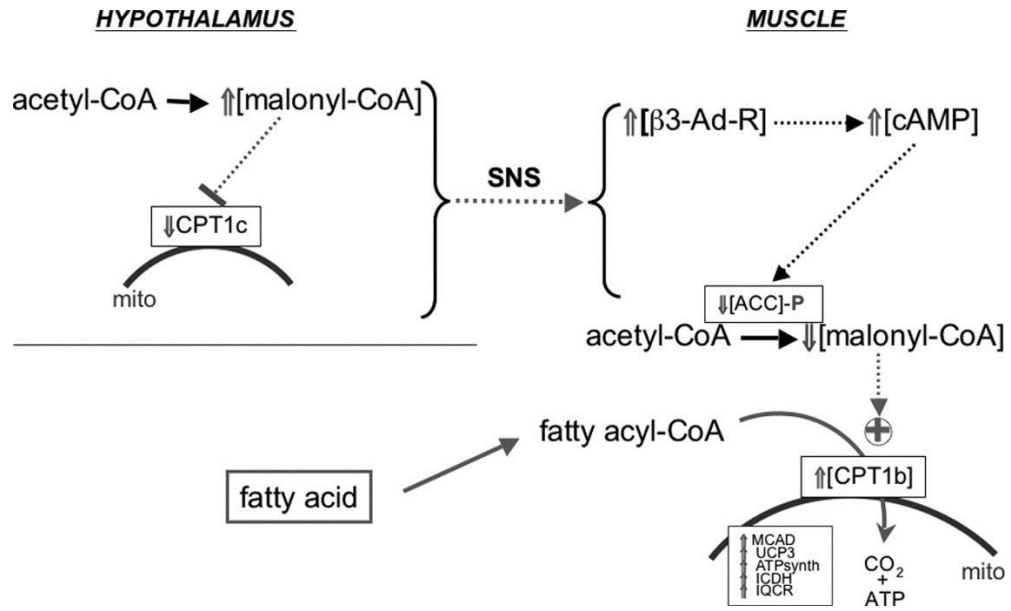 HYPOTHALAMUS
MUSCLE
acetyl-CoA
⇑[malonyl-CoA]
⇓CPT1c
mito
SNS
⇑[β3-Ad-R]
⇑[cAMP]
⇓[ACC]-P
acetyl-CoA
⇓[malonyl-CoA]
+
fatty acyl-CoA
fatty acid
⇑[CPT1b]
⇑MCAD
⇑UCP3
⇑ATPsynth
⇑ICDH
⇑IQCR
CO₂
+
ATP
mito